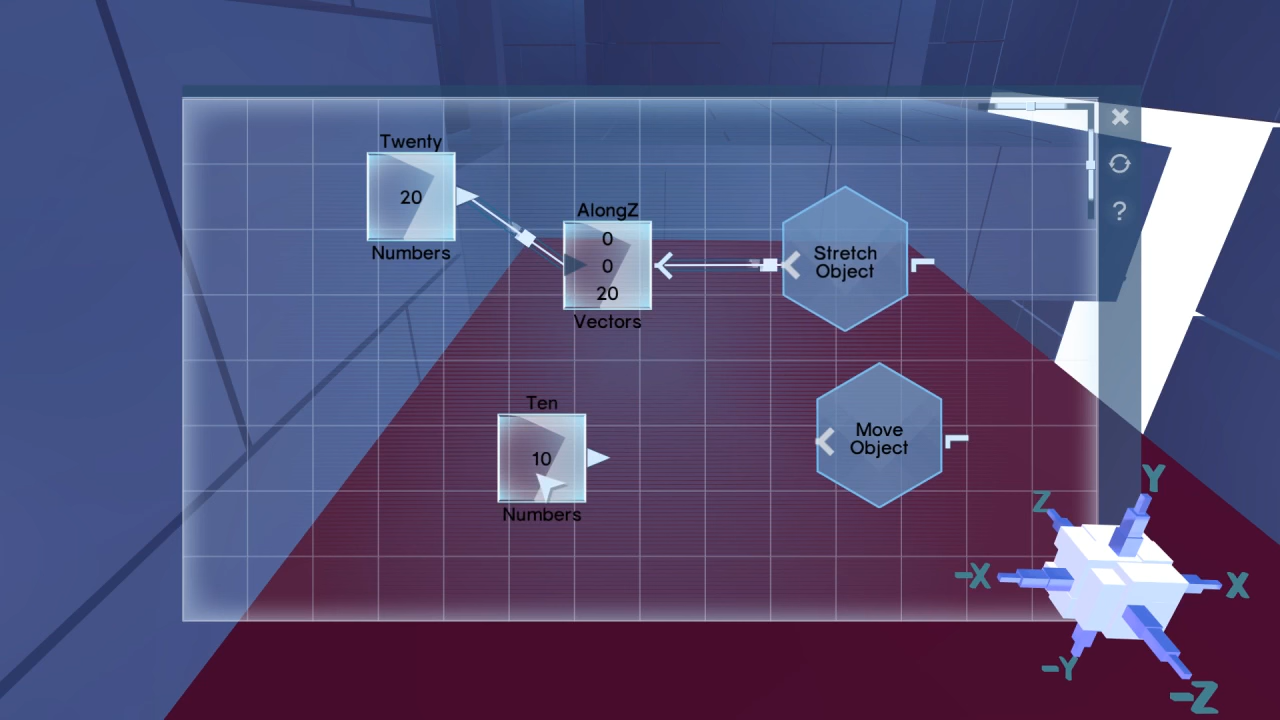 Twenty
20
Numbers
AlongZ
0
0
20
Vectors
Stretch
Object
?
Ten
10
Numbers
Move
Object
Y
Z
-X
X
-Y
-Z